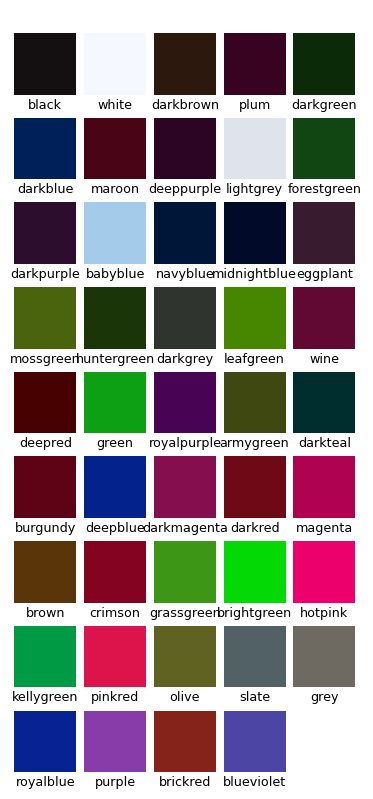 black white darkbrown plum darkgreen
darkblue maroon deeppurple lightgrey forestgreen
darkpurple babyblue navyblue midnightblue eggplant
mossgreen huntergreen darkgrey leafgreen wine
deepred green royalpurple armygreen darkteal
burgundy deepblue darkmagenta darkred magenta
brown crimson grassgreen brightgreen hotpink
kellygreen pinkred olive slate grey
royalblue purple brickred blueviolet